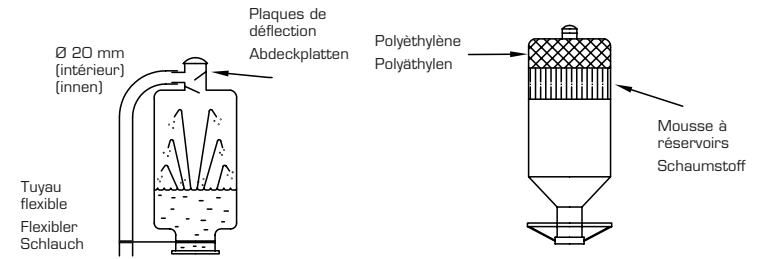 Plaques de
déflection
Abdeckplatten
Ø 20 mm
(intérieur)
(innen)
Tuyau
flexible
Flexibler
Schlauch
Polyèthylène
Polyäthylen
Mousse à
réservoirs
Schaumstoff